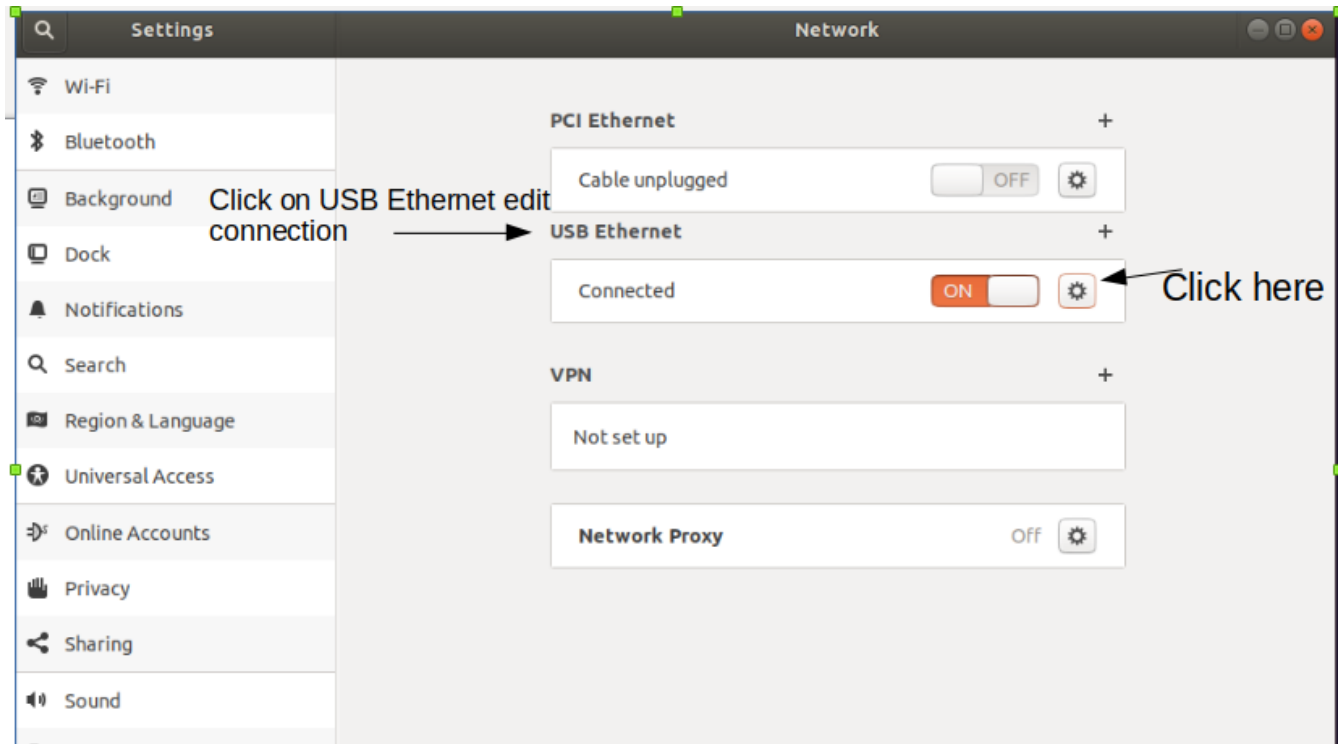 Settings
Network
Wi-Fi
Bluetooth
Background
Dock
Notifications
Search
Region & Language
Universal Access
Online Accounts
Privacy
Sharing
Sound
PCI Ethernet
Cable unplugged OFF
Click on USB Ethernet edit
connection
USB Ethernet
Connected ON
Click here
VPN
Not set up
Network Proxy Off